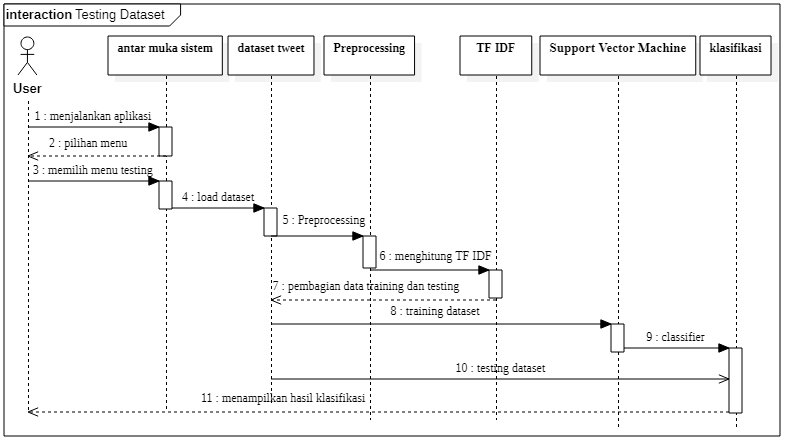 interaction Testing Dataset
antar muka sistem
dataset tweet
Preprocessing
TF IDF
Support Vector Machine
klasifikasi
User
1 : menjalankan aplikasi
2 : pilihan menu
3 : memilih menu testing
4 : load dataset
5 : Preprocessing
6 : menghitung TF IDF
7 : pembagian data training dan testing
8 : training dataset
9 : classifier
10 : testing dataset
11 : menampilkan hasil klasifikasi